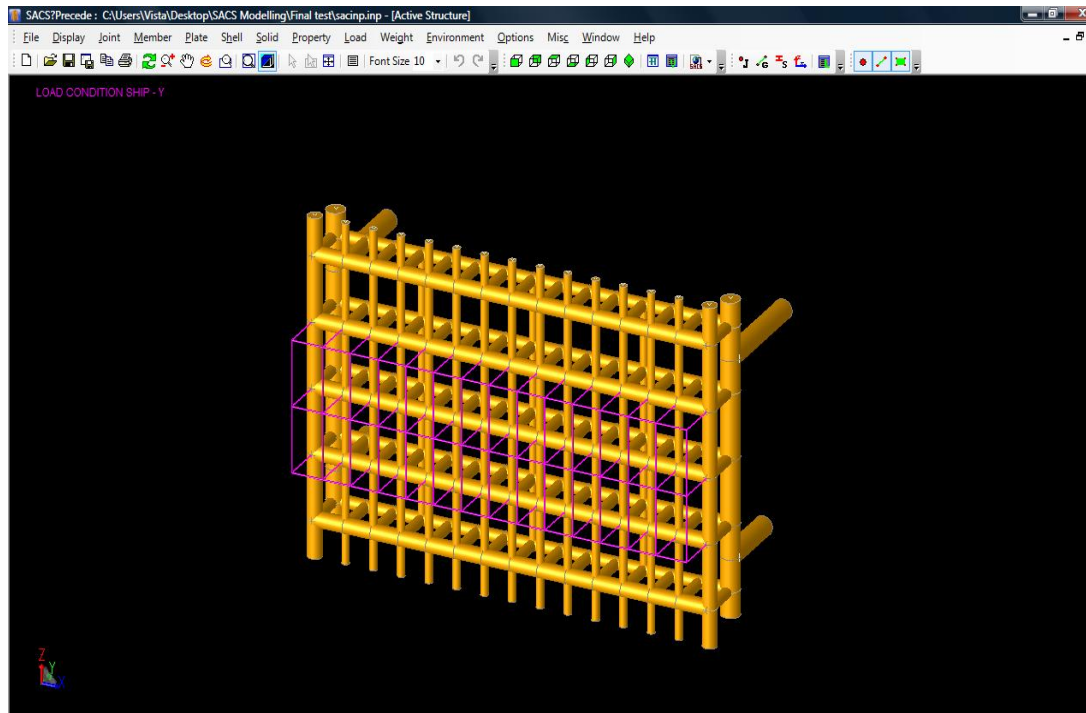 SACS?Precede : C:\Users\Vista\Desktop\SACS Modelling\Final test\sacinp.inp - [Active Structure]
File Display Joint Member Plate Shell Solid Property Load Weight Environment Options Misc Window Help
Font Size 10
LOAD CONDITION SHIP - Y
Z
Y
X